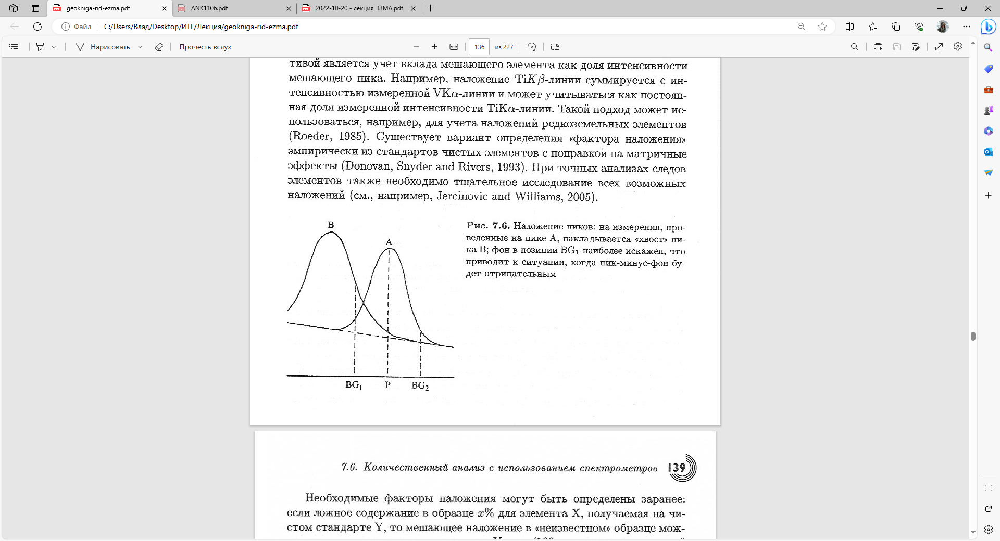 geokniga-rid-ezma.pdf
ANK1106.pdf
2022-10-20 - лекция ЭЗМА.pdf
Файл
C:/Users/Влад/Desktop/ИГГ/Лекция/geokniga-rid-ezma.pdf
Нарисовать
Прочесть вслух
136
из 227
тивой является учет вклада мешающего элемента как доля интенсивности
мешающего пика. Например, наложение TiKβ-линии суммируется с ин-
тенсивностью измеренной VKα-линии и может учитываться как постоян-
ная доля измеренной интенсивности TiKα-линии. Такой подход может ис-
пользоваться, например, для учета наложений редкоземельных элементов
(Roeder, 1985). Существует вариант определения «фактора наложения»
эмпирически из стандартов чистых элементов с поправкой на матричные
эффекты (Donovan, Snyder and Rivers, 1993). При точных анализах следов
элементов также необходимо тщательное исследование всех возможных
наложений (см., например, Jercinovic and Williams, 2005).
B
A
BG₁
P
BG₂
Рис. 7.6. Наложение пиков: на измерения, про-
веденные на пике A, накладывается «хвост» пи-
ка B; фон в позиции BG₁ наиболее искажен, что
приводит к ситуации, когда пик-минус-фон бу-
дет отрицательным
7.6. Количественный анализ с использованием спектрометров
139
Необходимые факторы наложения могут быть определены заранее:
если ложное содержание в образце x% для элемента X, получаемая на чи-
стом стандарте Y, то мешающее наложение в «неизвестном» образце мож-